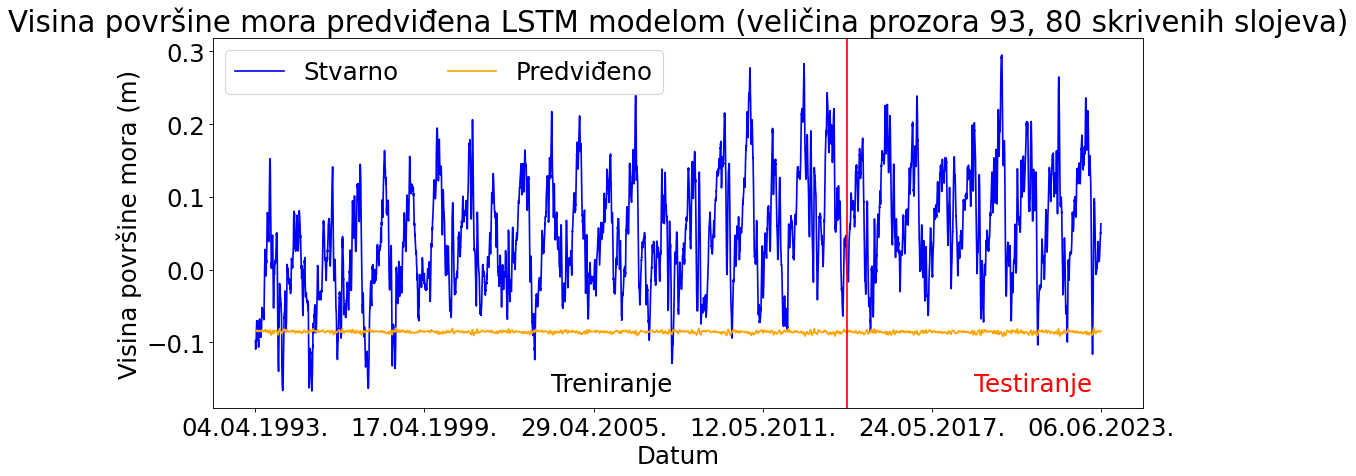 Visina površine mora predviđena LSTM modelom (veličina prozora 93, 80 skrivenih slojeva)
Stvarno Predviđeno
Visina površine mora (m)
0.3
0.2
0.1
0.0
−0.1
Treniranje Testiranje
04.04.1993. 17.04.1999. 29.04.2005. 12.05.2011. 24.05.2017. 06.06.2023.
Datum